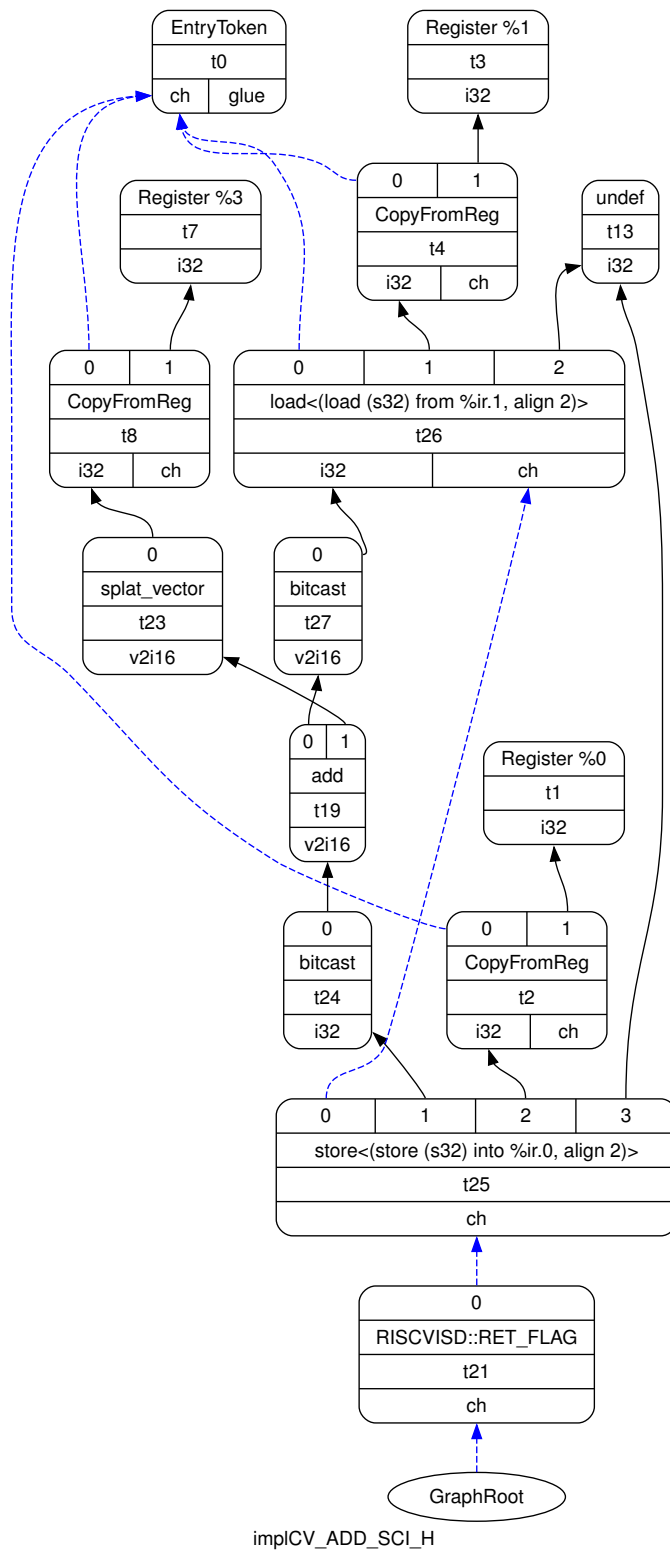 EntryToken
t0
ch glue
Register %1
t3
i32
0 1
CopyFromReg
t4
i32 ch
Register %3
t7
i32
undef
t13
i32
0 1
CopyFromReg
t8
i32 ch
0 1 2
load<(load (s32) from %ir.1, align 2)>
t26
i32 ch
0
splat_vector
t23
v2i16
0
bitcast
t27
v2i16
0 1
add
t19
v2i16
Register %0
t1
i32
0
bitcast
t24
i32
0 1
CopyFromReg
t2
i32 ch
0 1 2 3
store<(store (s32) into %ir.0, align 2)>
t25
ch
0
RISCVISD::RET_FLAG
t21
ch
GraphRoot
implCV_ADD_SCI_H